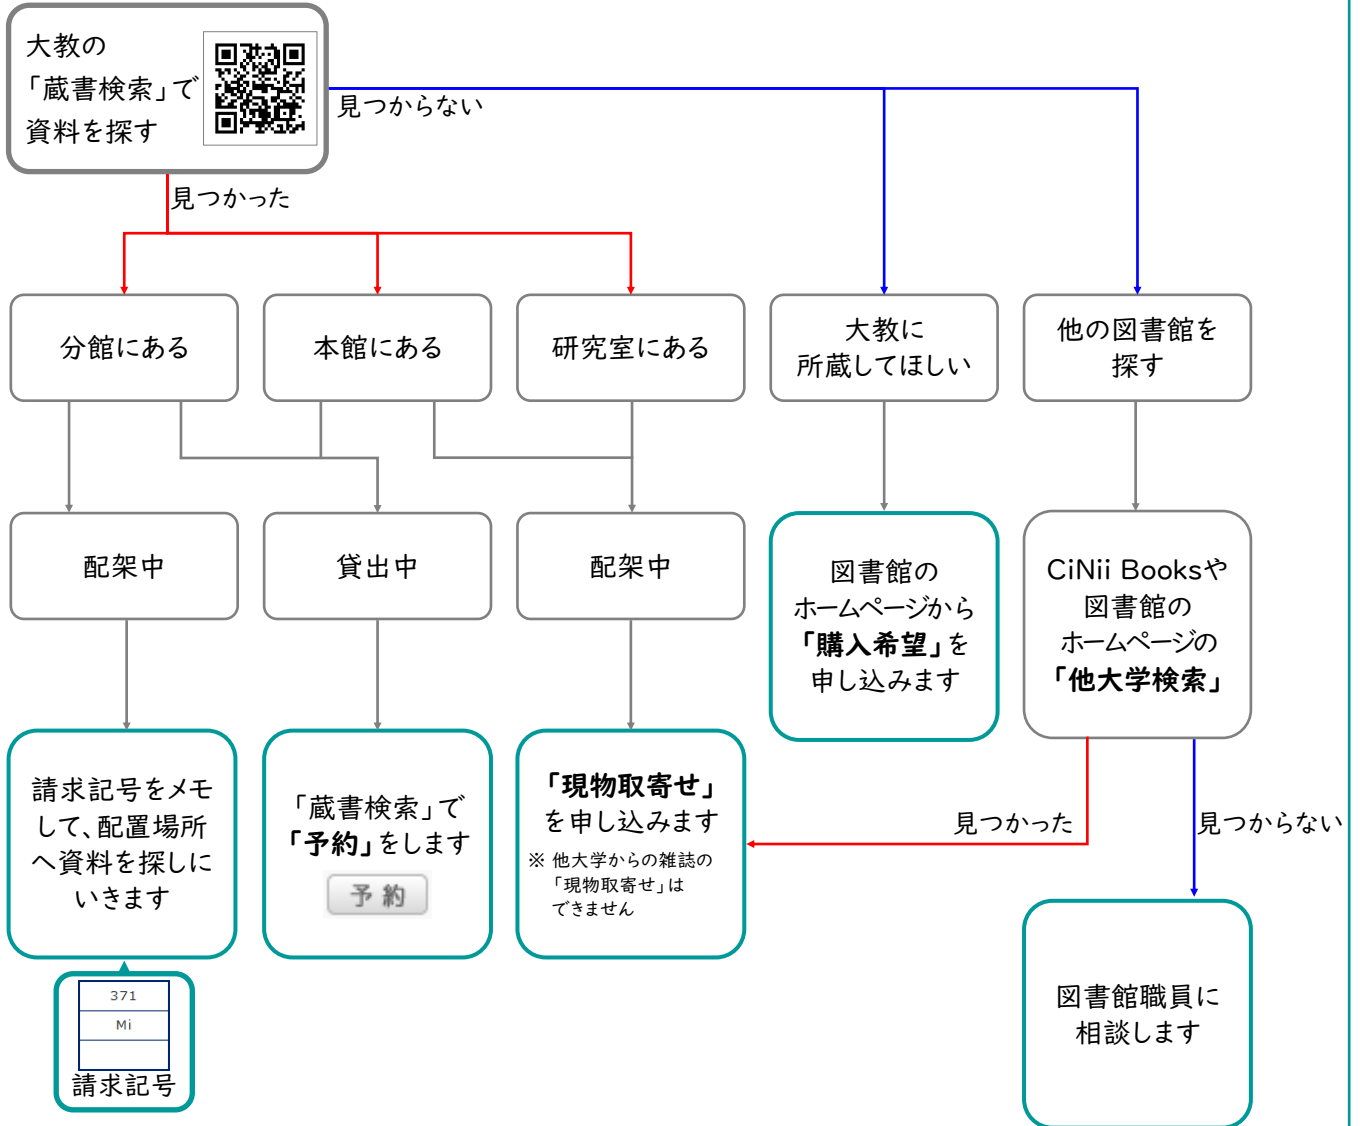 大教の
「蔵書検索」で
資料を探す
見つからない
見つかった
分館にある
本館にある
研究室にある
大教に
所蔵してほしい
他の図書館を
探す
配架中
貸出中
配架中
図書館の
ホームページから
「購入希望」を
申し込みます
CiNii Booksや
図書館の
ホームページの
「他大学検索」
請求記号をメモ
して、配置場所
へ資料を探しに
いきます
「蔵書検索」で
「予約」をします
予約
「現物取寄せ」
を申し込みます
※ 他大学からの雑誌の
「現物取寄せ」は
できません
見つかった
見つからない
371
Mi
請求記号
図書館職員に
相談します